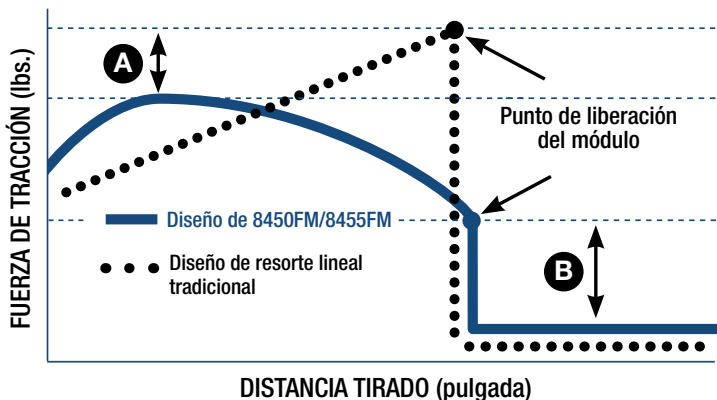 FUERZA DE TRACCIÓN (lbs.)
A
Punto de liberación
del módulo
Diseño de 8450FM/8455FM
Diseño de resorte lineal
tradicional
B
DISTANCIA TIRADO (pulgada)